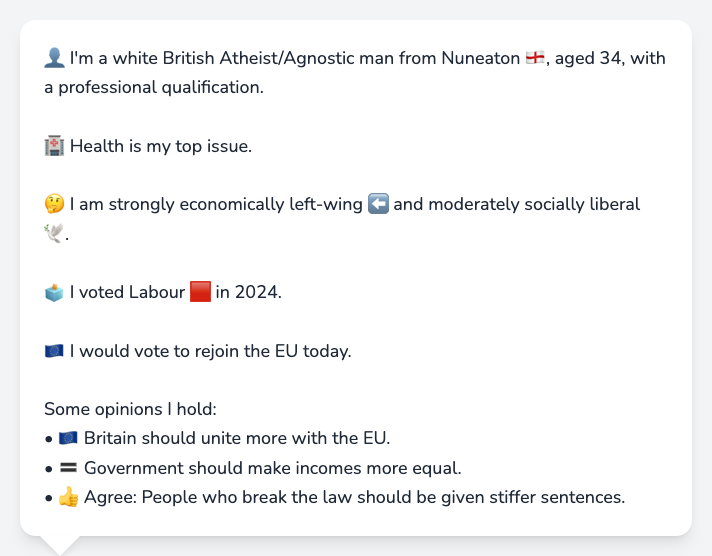 👤 I'm a white British Atheist/Agnostic man from Nuneaton 🏴󠁧󠁢󠁥󠁮󠁧󠁿, aged 34, with
a professional qualification.
🏥 Health is my top issue.
🤔 I am strongly economically left-wing ⬅️ and moderately socially liberal
🕊️.
🗳️ I voted Labour 🟥 in 2024.
🇪🇺 I would vote to rejoin the EU today.
Some opinions I hold:
• 🇪🇺 Britain should unite more with the EU.
• 🟰 Government should make incomes more equal.
• 👍 Agree: People who break the law should be given stiffer sentences.